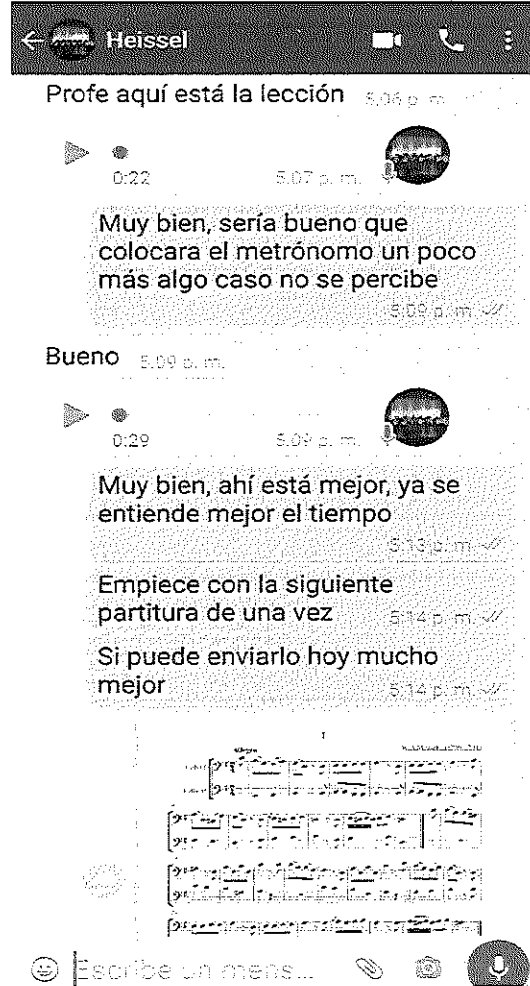 Heissel
Profe aquí está la lección 5:06 p. m.
0:22 5:07 p. m.
Muy bien, sería bueno que
colocara el metrónomo un poco
más algo caso no se percibe
5:09 p. m.
Bueno 5:09 p. m.
0:29 5:09 p. m.
Muy bien, ahí está mejor, ya se
entiende mejor el tiempo
5:13 p. m.
Empiece con la siguiente
partitura de una vez 5:14 p. m.
Si puede enviarlo hoy mucho
mejor 5:14 p. m.
Escribe un mens...